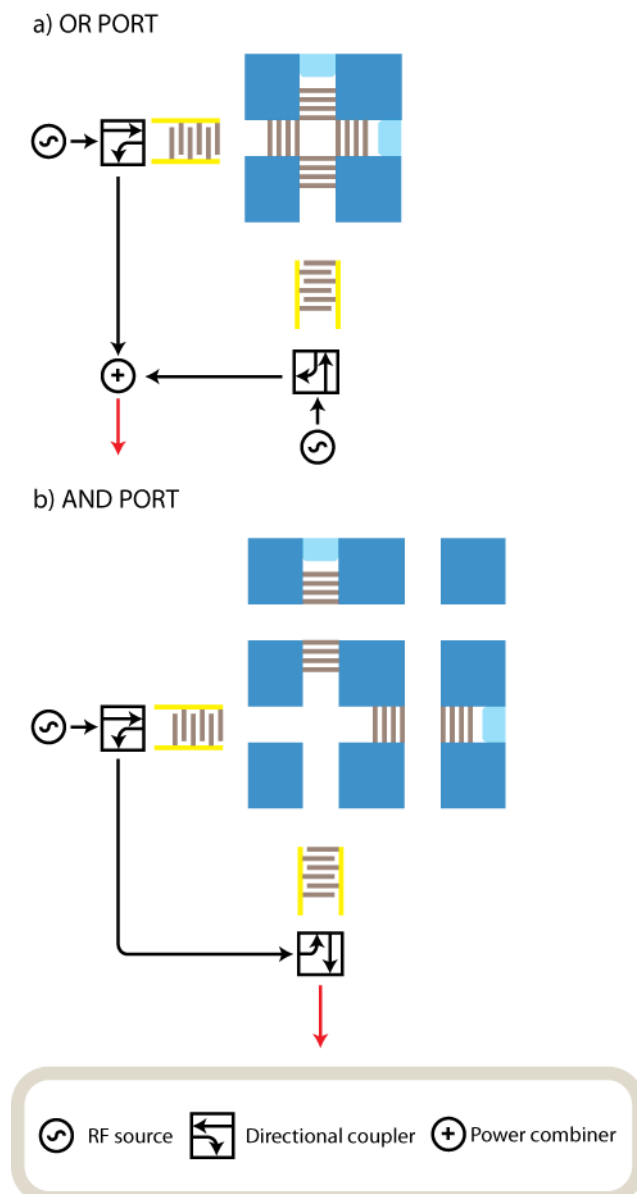 a) OR PORT
b) AND PORT
RF source
Directional coupler
Power combiner